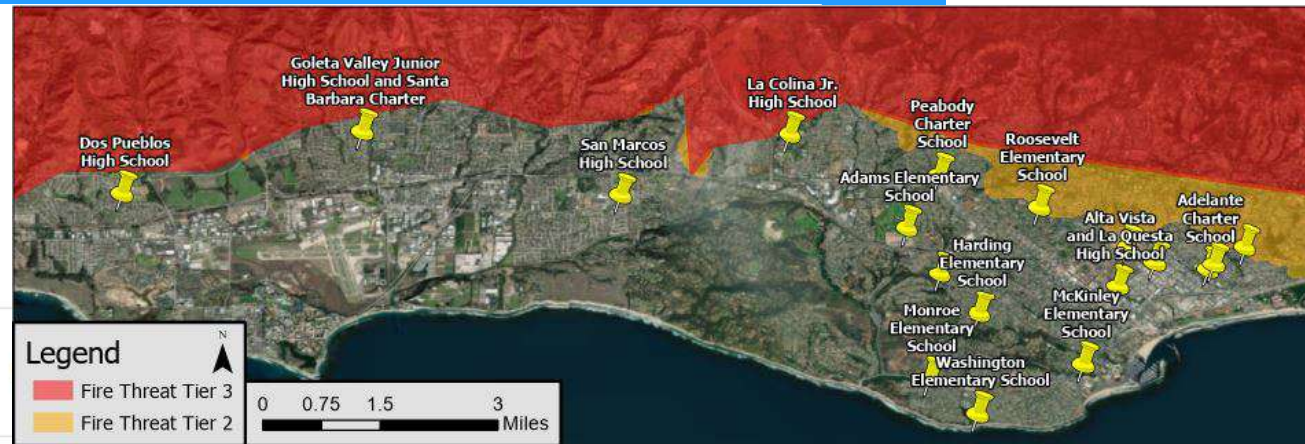 Goleta Valley Junior
High School and Santa
Barbara Charter
Dos Pueblos
High School
San Marcos
High School
La Colina Jr.
High School
Peabody
Charter
School
Roosevelt
Elementary
School
Adams Elementary
School
Alta Vista
and La Questa
High School
Adelante
Charter
School
Harding
Elementary
School
Monroe
Elementary
School
McKinley
Elementary
School
Washington
Elementary School
Legend
N
Fire Threat Tier 3
Fire Threat Tier 2
0 0.75 1.5 3
Miles